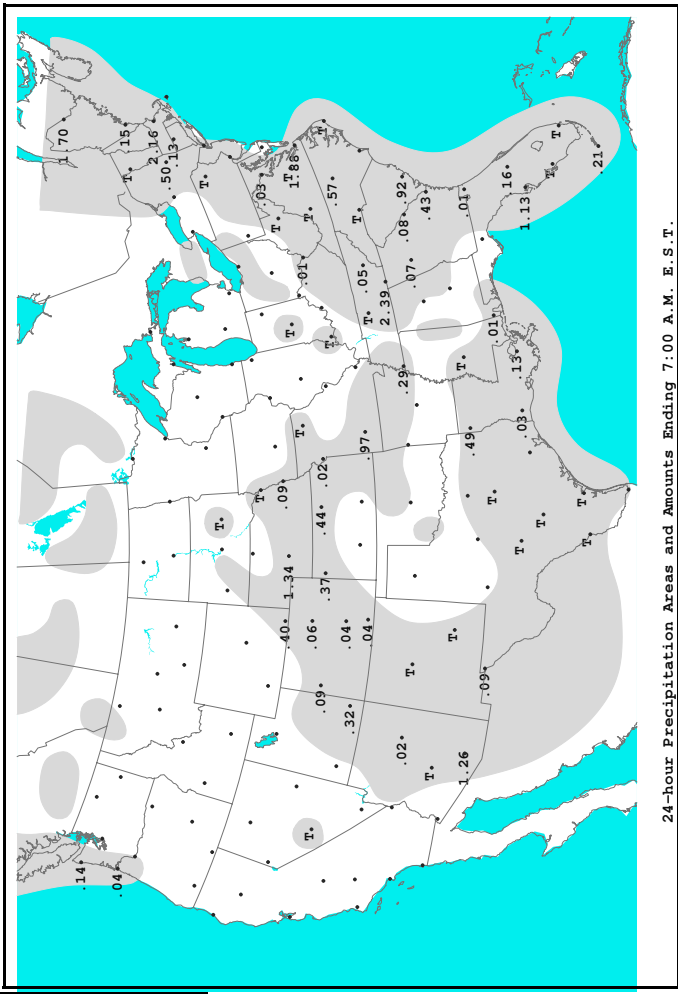 1.70
.14
.04
.15
T
2.16
.50
.13
T
T
T
.03
T
.09
.40
1.34
T
T
1.88
T
.01
T
T
.06
.09
.44
.02
T
.37
T
.57
.04
.32
T
.05
.97
.04
T
2.39
.02
.29
.92
.08
T
.07
.43
T
T
T
1.26
.01
.49
.09
T
.01
.16
.13
T
.03
1.13
T
T
T
T
T
.21
24-hour Precipitation Areas and Amounts Ending 7:00 A.M. E.S.T.